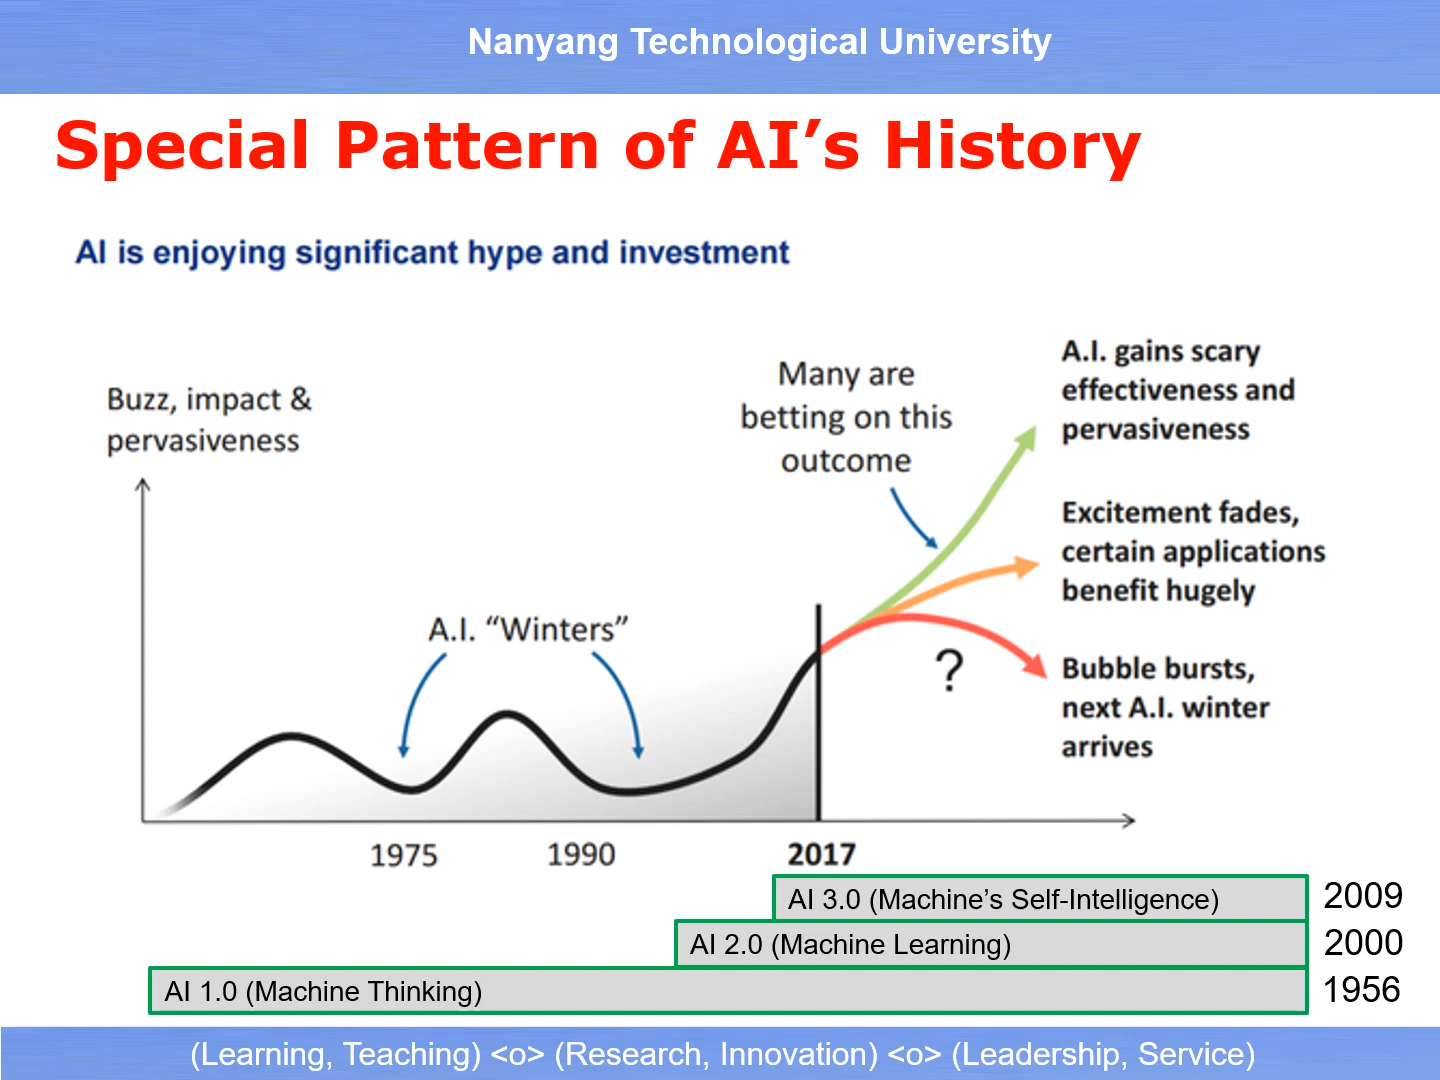 Nanyang Technological University
Special Pattern of AI’s History
AI is enjoying significant hype and investment
Buzz, impact &
pervasiveness
Many are
betting on this
outcome
A.I. gains scary
effectiveness and
pervasiveness
Excitement fades,
certain applications
benefit hugely
A.I. “Winters”
?
Bubble bursts,
next A.I. winter
arrives
1975
1990
2017
AI 3.0 (Machine’s Self-Intelligence)
2009
AI 2.0 (Machine Learning)
2000
AI 1.0 (Machine Thinking)
1956
(Learning, Teaching) <o> (Research, Innovation) <o> (Leadership, Service)